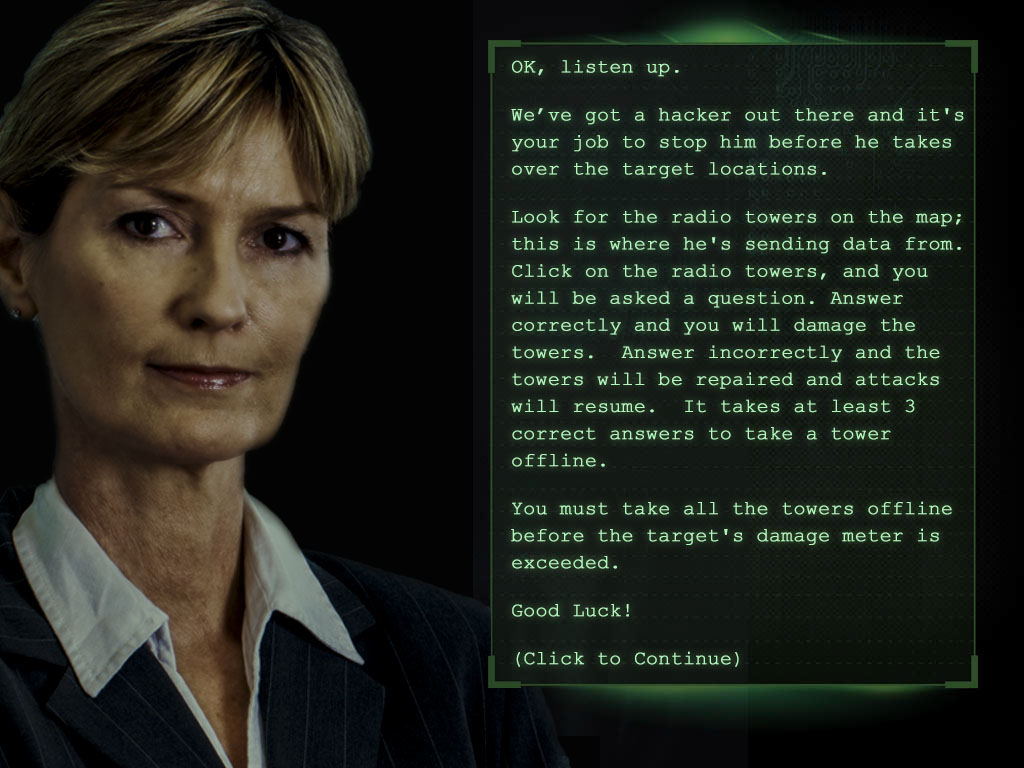 OK, listen up.
We’ve got a hacker out there and it's
your job to stop him before he takes
over the target locations.
Look for the radio towers on the map;
this is where he's sending data from.
Click on the radio towers, and you
will be asked a question. Answer
correctly and you will damage the
towers.  Answer incorrectly and the
towers will be repaired and attacks
will resume.  It takes at least 3
correct answers to take a tower
offline.
You must take all the towers offline
before the target's damage meter is
exceeded.
Good Luck!
(Click to Continue)